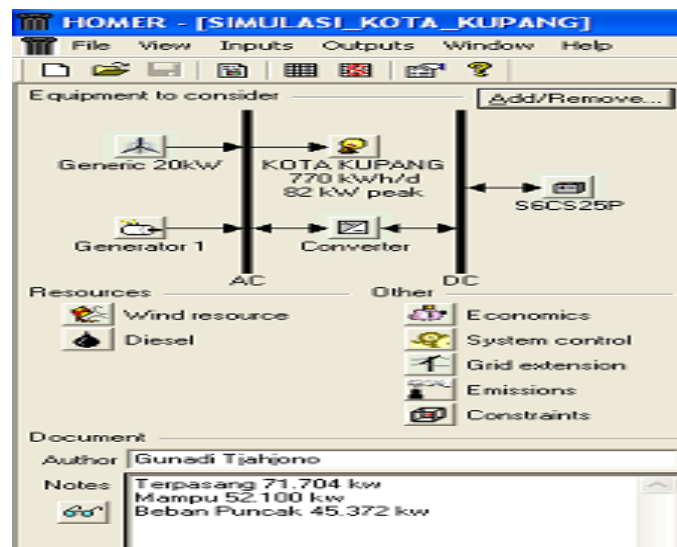 HOMER - [SIMULASI_KOTA_KUPANG]
File View Inputs Outputs Window Help
Equipment to consider
Add/Remove...
Generic 20kW
KOTA KUPANG
770 kWh/d
82 kW peak
S6CS25P
Generator 1
Converter
AC
DC
Resources
Other
Wind resource
Economics
Diesel
System control
Grid extension
Emissions
Constraints
Document
Author Gunadi Tjahjono
Notes Terpasang 71.704 kw
Mampu 52.100 kw
Beban Puncak 45.372 kw